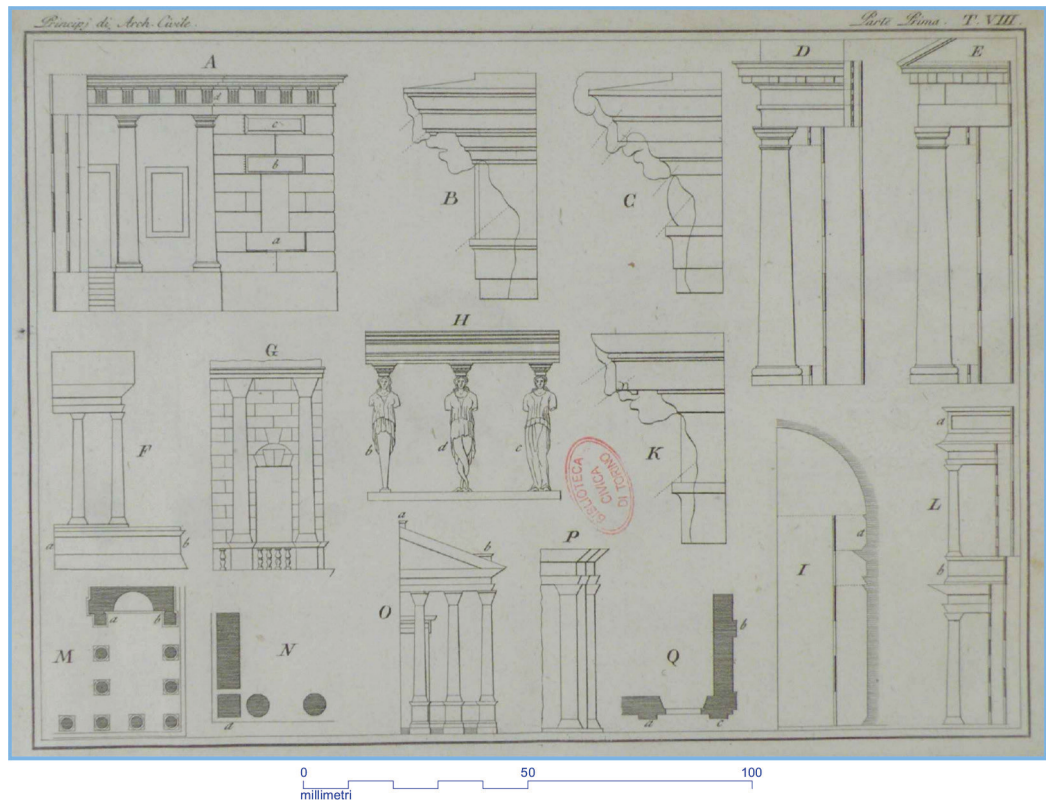 Principj di Arch. Civile.
Parte Prima. T. VIII.
A
d
c
b
a
B
C
D
E
F
a
b
G
H
b
d
c
K
BIBLIOTECA
CIVICA
DI TORINO
I
a
L
a
b
M
a
b
N
a
O
a
b
P
Q
a
b
c
0
50
100
millimetri